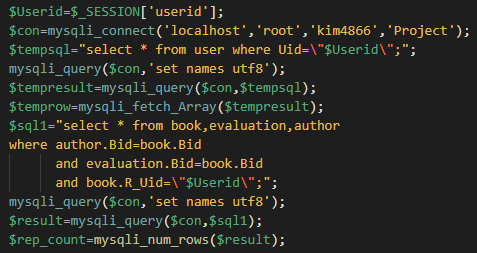 $Userid=$_SESSION['userid'];
$con=mysqli_connect('localhost','root','kim4866','Project');
$tempsql="select * from user where Uid=\"$Userid\";";
mysqli_query($con,'set names utf8');
$tempresult=mysqli_query($con,$tempsql);
$temprow=mysqli_fetch_Array($tempresult);
$sql1="select * from book,evaluation,author
where author.Bid=book.Bid
and evaluation.Bid=book.Bid
and book.R_Uid=\"$Userid\";";
mysqli_query($con,'set names utf8');
$result=mysqli_query($con,$sql1);
$rep_count=mysqli_num_rows($result);